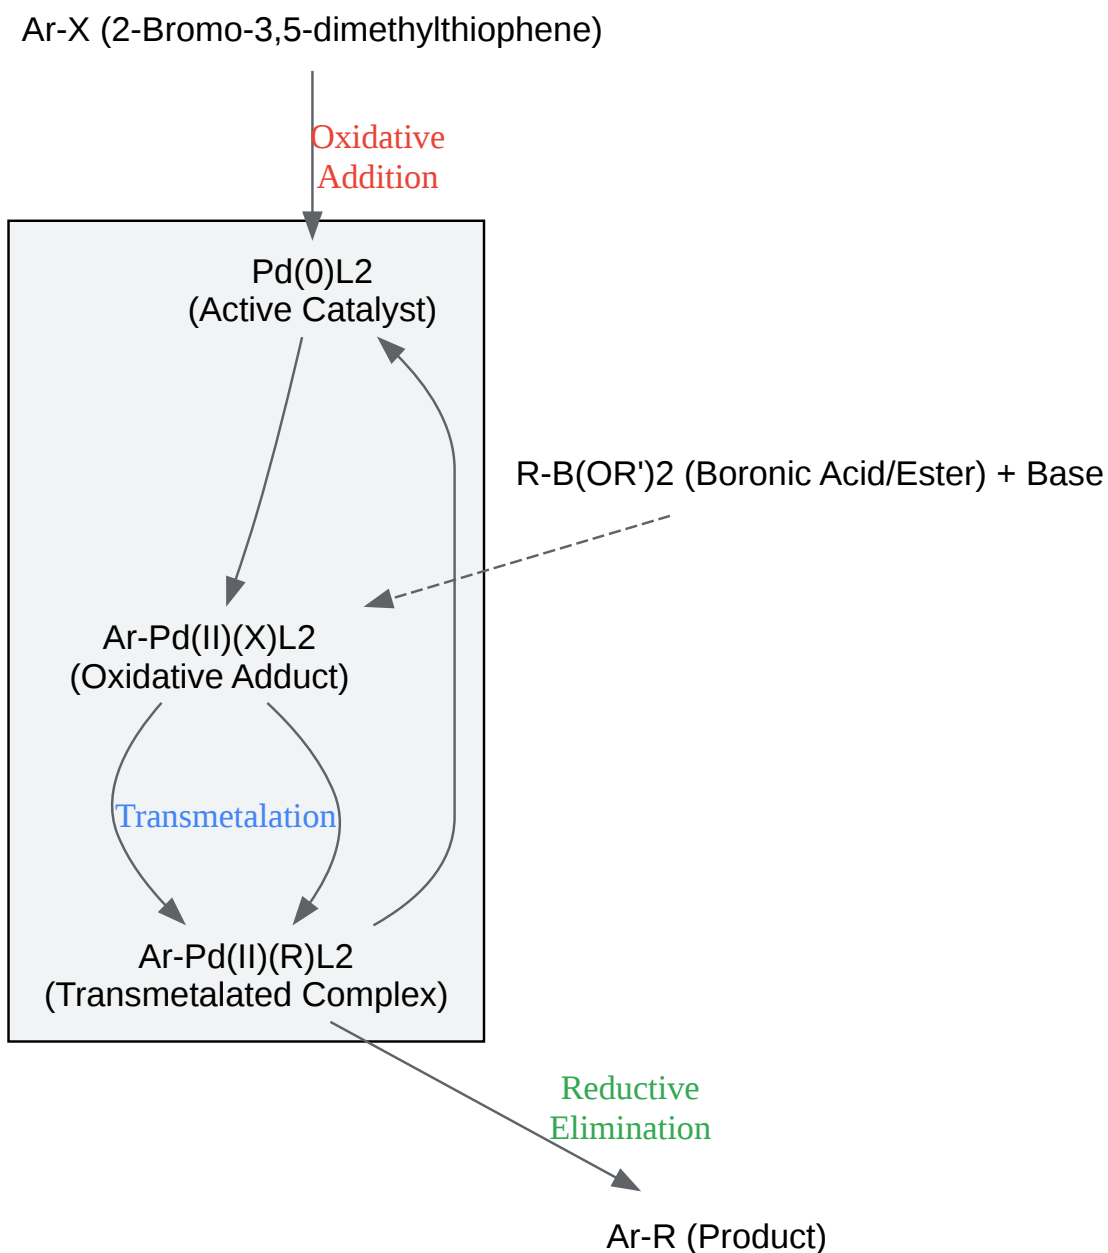 Ar-X (2-Bromo-3,5-dimethylthiophene)
Oxidative
Addition
Pd(0)L2
(Active Catalyst)
R-B(OR')2 (Boronic Acid/Ester) + Base
Ar-Pd(II)(X)L2
(Oxidative Adduct)
Transmetalation
Ar-Pd(II)(R)L2
(Transmetalated Complex)
Reductive
Elimination
Ar-R (Product)